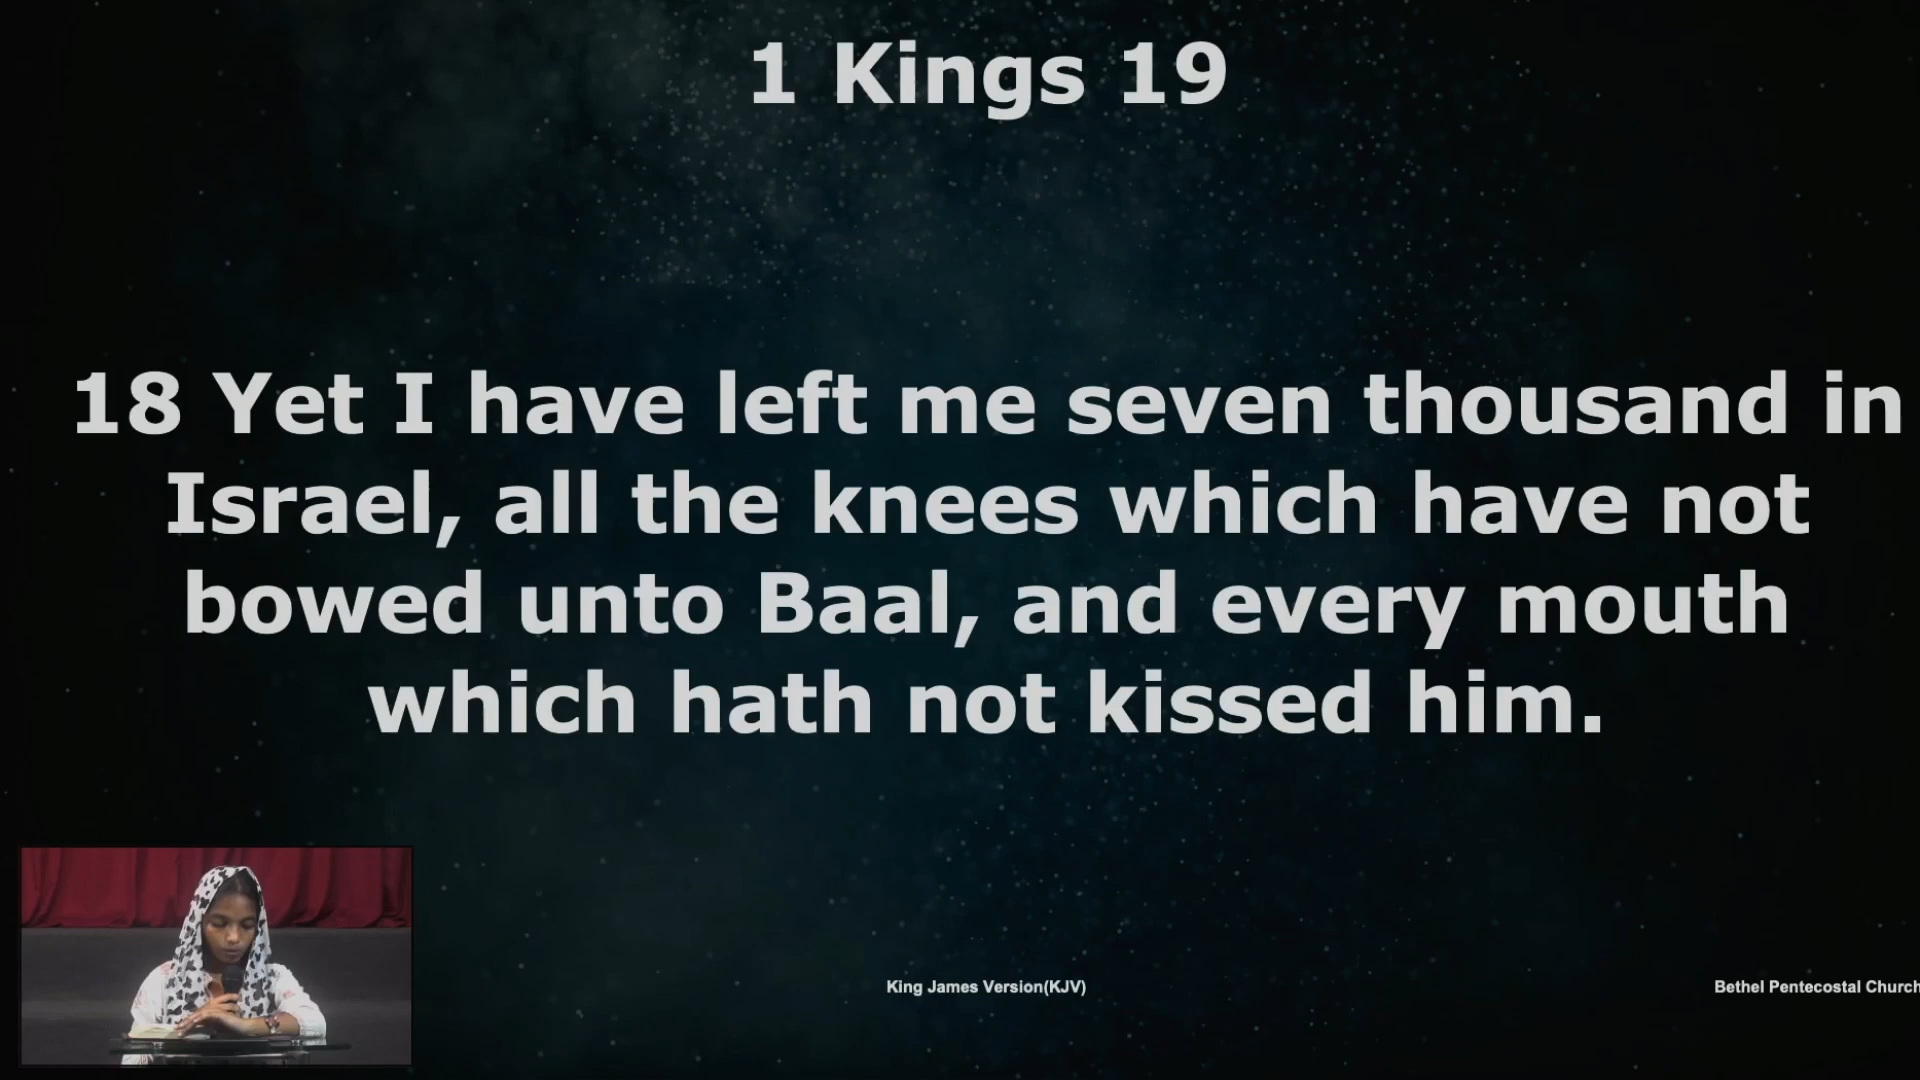 1 Kings 19
18 Yet I have left me seven thousand in
Israel, all the knees which have not
bowed unto Baal, and every mouth
which hath not kissed him.
King James Version(KJV)
Bethel Pentecostal Church